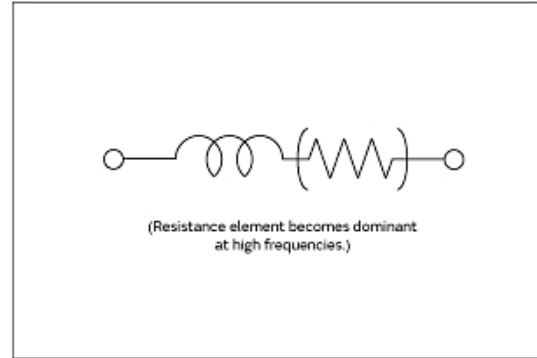 (Resistance element becomes dominant
at high frequencies.)